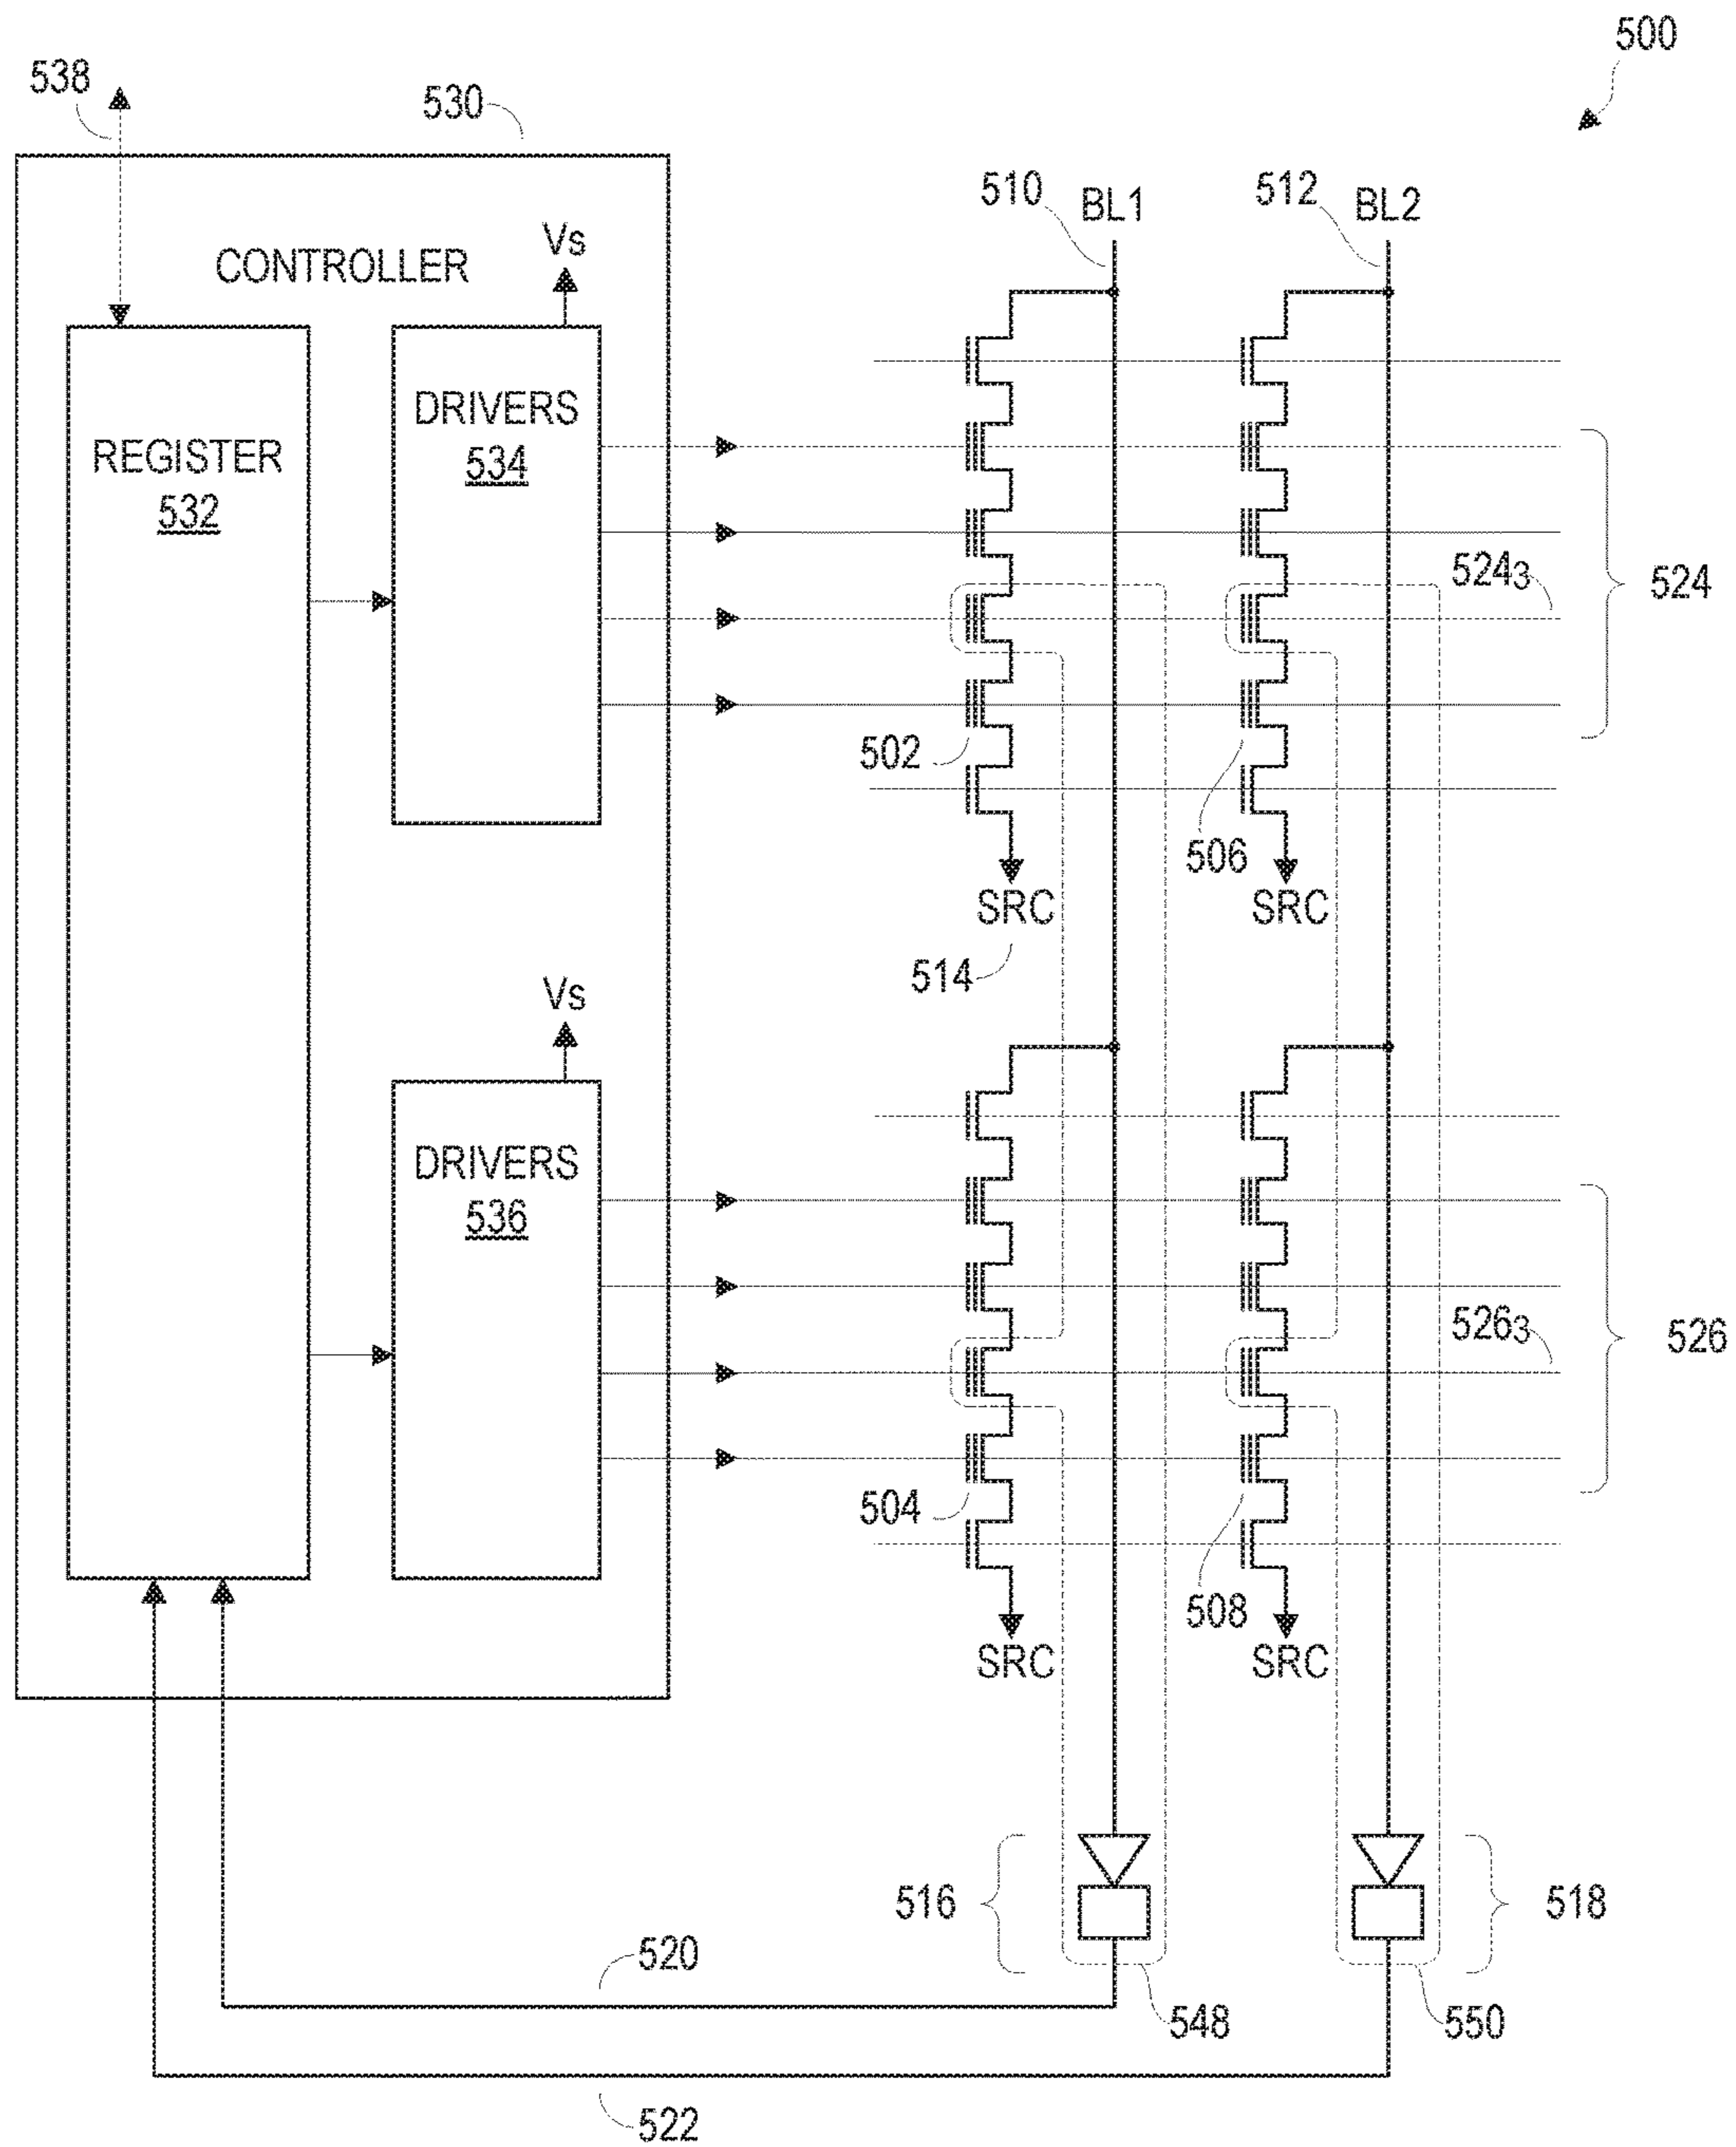 500
538
530
510
BL1
512
BL2
Vs
CONTROLLER
DRIVERS
534
REGISTER
532
524₃
524
502
506
SRC
SRC
514
Vs
DRIVERS
536
526₃
526
504
508
SRC
SRC
516
518
520
548
550
522